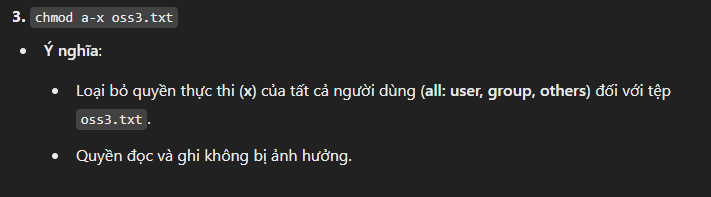 3. chmod a-x oss3.txt
• Ý nghĩa:
• Loại bỏ quyền thực thi (x) của tất cả người dùng (all: user, group, others) đối với tệp
oss3.txt.
• Quyền đọc và ghi không bị ảnh hưởng.